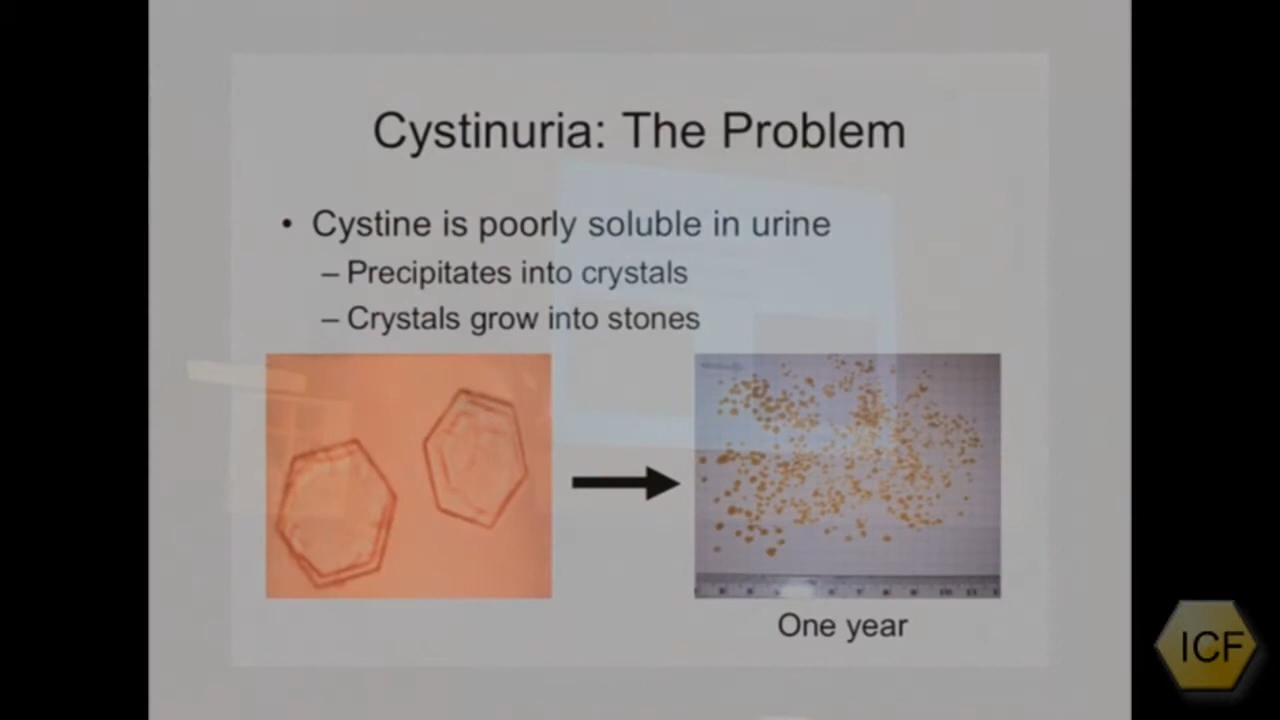 Cystinuria: The Problem
• Cystine is poorly soluble in urine
– Precipitates into crystals
– Crystals grow into stones
One year
ICF